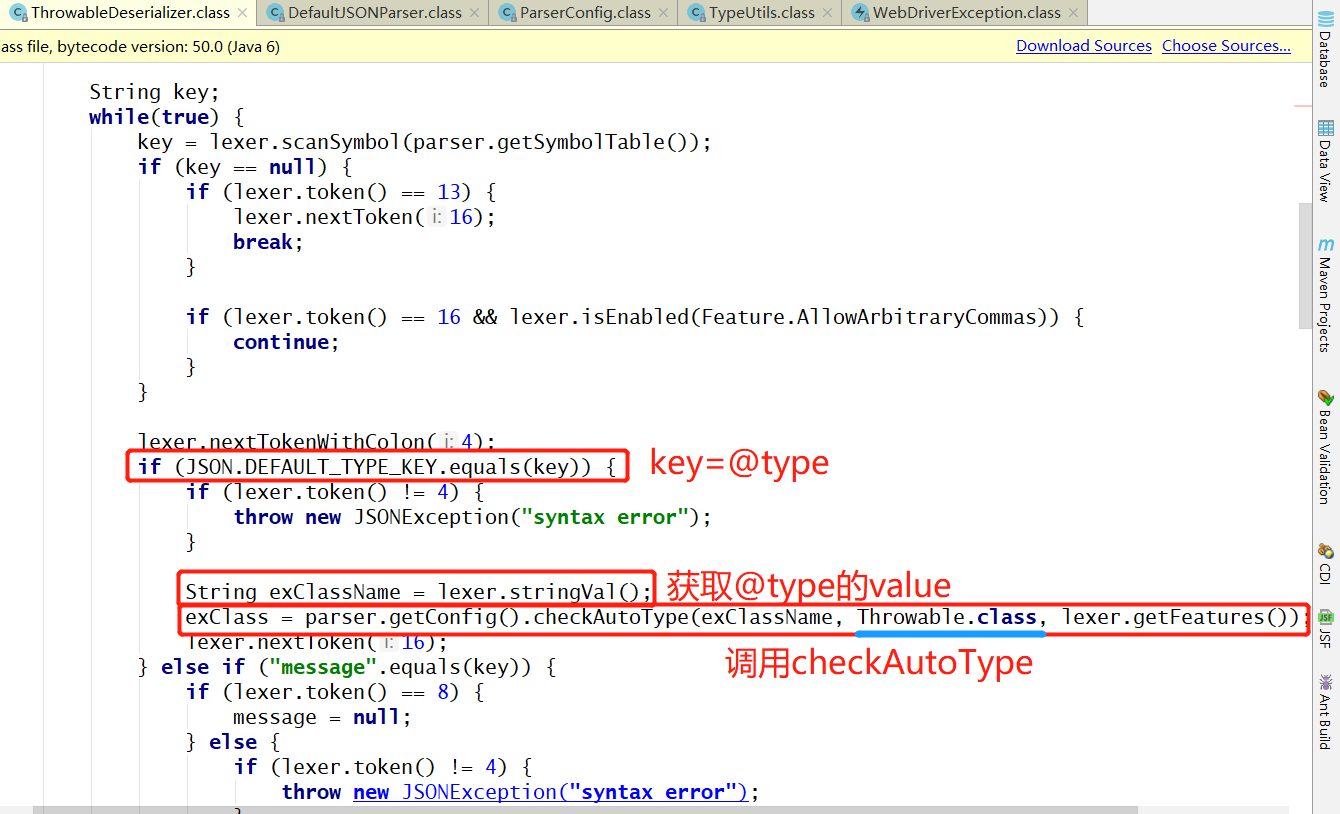 ThrowableDeserializer.class
DefaultJSONParser.class
ParserConfig.class
TypeUtils.class
WebDriverException.class
ass file, bytecode version: 50.0 (Java 6)
Download Sources
Choose Sources...
String key;
while(true) {
key = lexer.scanSymbol(parser.getSymbolTable());
if (key == null) {
if (lexer.token() == 13) {
lexer.nextToken( i: 16);
break;
}
if (lexer.token() == 16 && lexer.isEnabled(Feature.AllowArbitraryCommas)) {
continue;
}
}
lexer.nextTokenWithColon( i: 4);
if (JSON.DEFAULT_TYPE_KEY.equals(key)) {
key=@type
if (lexer.token() != 4) {
throw new JSONException("syntax error");
}
String exClassName = lexer.stringVal();
获取@type的value
exClass = parser.getConfig().checkAutoType(exClassName, Throwable.class, lexer.getFeatures());
lexer.nextToken( i: 16);
调用checkAutoType
} else if ("message".equals(key)) {
if (lexer.token() == 8) {
message = null;
} else {
if (lexer.token() != 4) {
throw new JSONException("syntax error");
}
Database
Data View
m
Maven Projects
Bean Validation
CDI
JSF
JSF
Ant Build